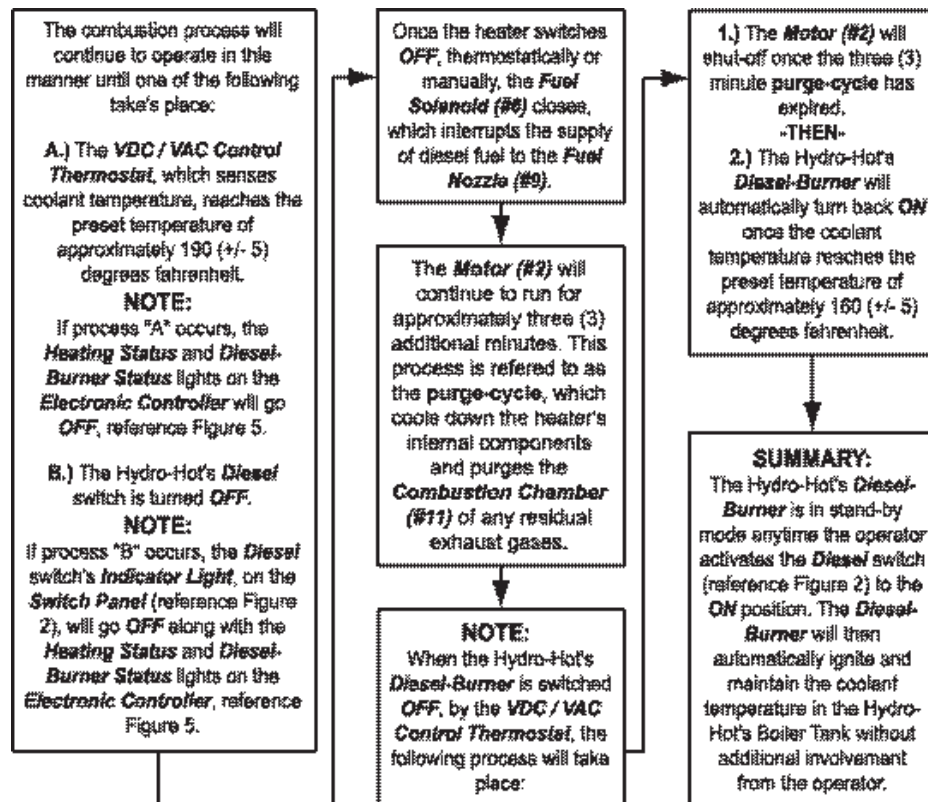 The combustion process will
continue to operate in this
manner until one of the following
take's place:
A.) The VDC / VAC Control
Thermostat, which senses
coolant temperature, reaches the
preset temperature of
approximately 190 (+/- 5)
degrees fahrenheit.
NOTE:
If process "A" occurs, the
Heating Status and Diesel-
Burner Status lights on the
Electronic Controller will go
OFF, reference Figure 5.
B.) The Hydro-Hot's Diesel
switch is turned OFF.
NOTE:
If process "B" occurs, the Diesel
switch's Indicator Light, on the
Switch Panel (reference Figure
2), will go OFF along with the
Heating Status and Diesel-
Burner Status lights on the
Electronic Controller, reference
Figure 5.
Once the heater switches
OFF, thermostatically or
manually, the Fuel
Solenoid (#6) closes,
which interrupts the supply
of diesel fuel to the Fuel
Nozzle (#9).
The Motor (#2) will
continue to run for
approximately three (3)
additional minutes. This
process is refered to as
the purge-cycle, which
cools down the heater's
internal components
and purges the
Combustion Chamber
(#11) of any residual
exhaust gases.
NOTE:
When the Hydro-Hot's
Diesel-Burner is switched
OFF, by the VDC / VAC
Control Thermostat, the
following process will take
place:
1.) The Motor (#2) will
shut-off once the three (3)
minute purge-cycle has
expired.
-THEN-
2.) The Hydro-Hot's
Diesel-Burner will
automatically turn back ON
once the coolant
temperature reaches the
preset temperature of
approximately 160 (+/- 5)
degrees fahrenheit.
SUMMARY:
The Hydro-Hot's Diesel-
Burner is in stand-by
mode anytime the operator
activates the Diesel switch
(reference Figure 2) to the
ON position. The Diesel-
Burner will then
automatically ignite and
maintain the coolant
temperature in the Hydro-
Hot's Boiler Tank without
additional involvement
from the operator.